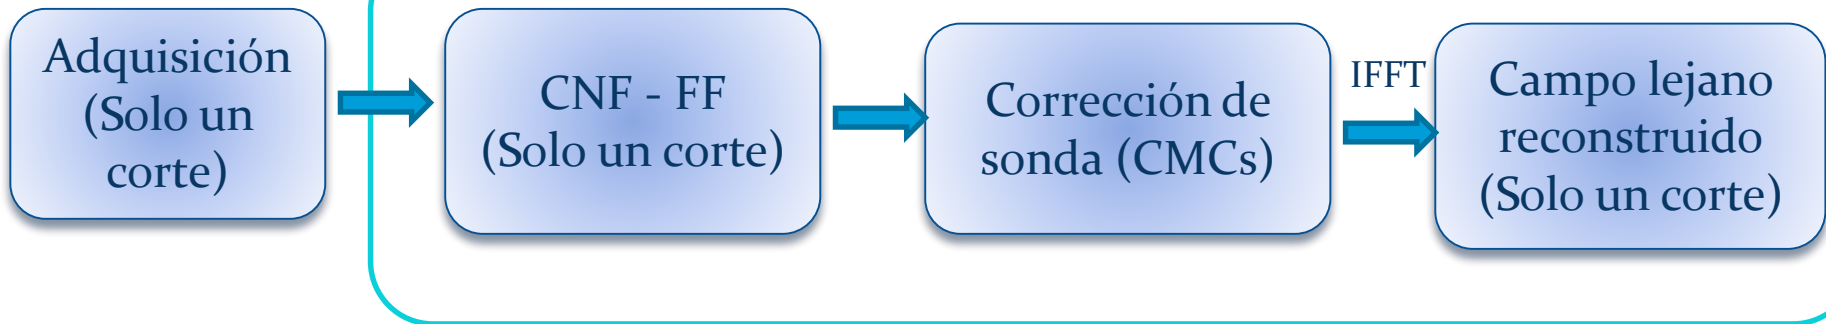 Adquisición
(Solo un
corte)
CNF - FF
(Solo un corte)
Corrección de
sonda (CMCs)
IFFT
Campo lejano
reconstruido
(Solo un corte)